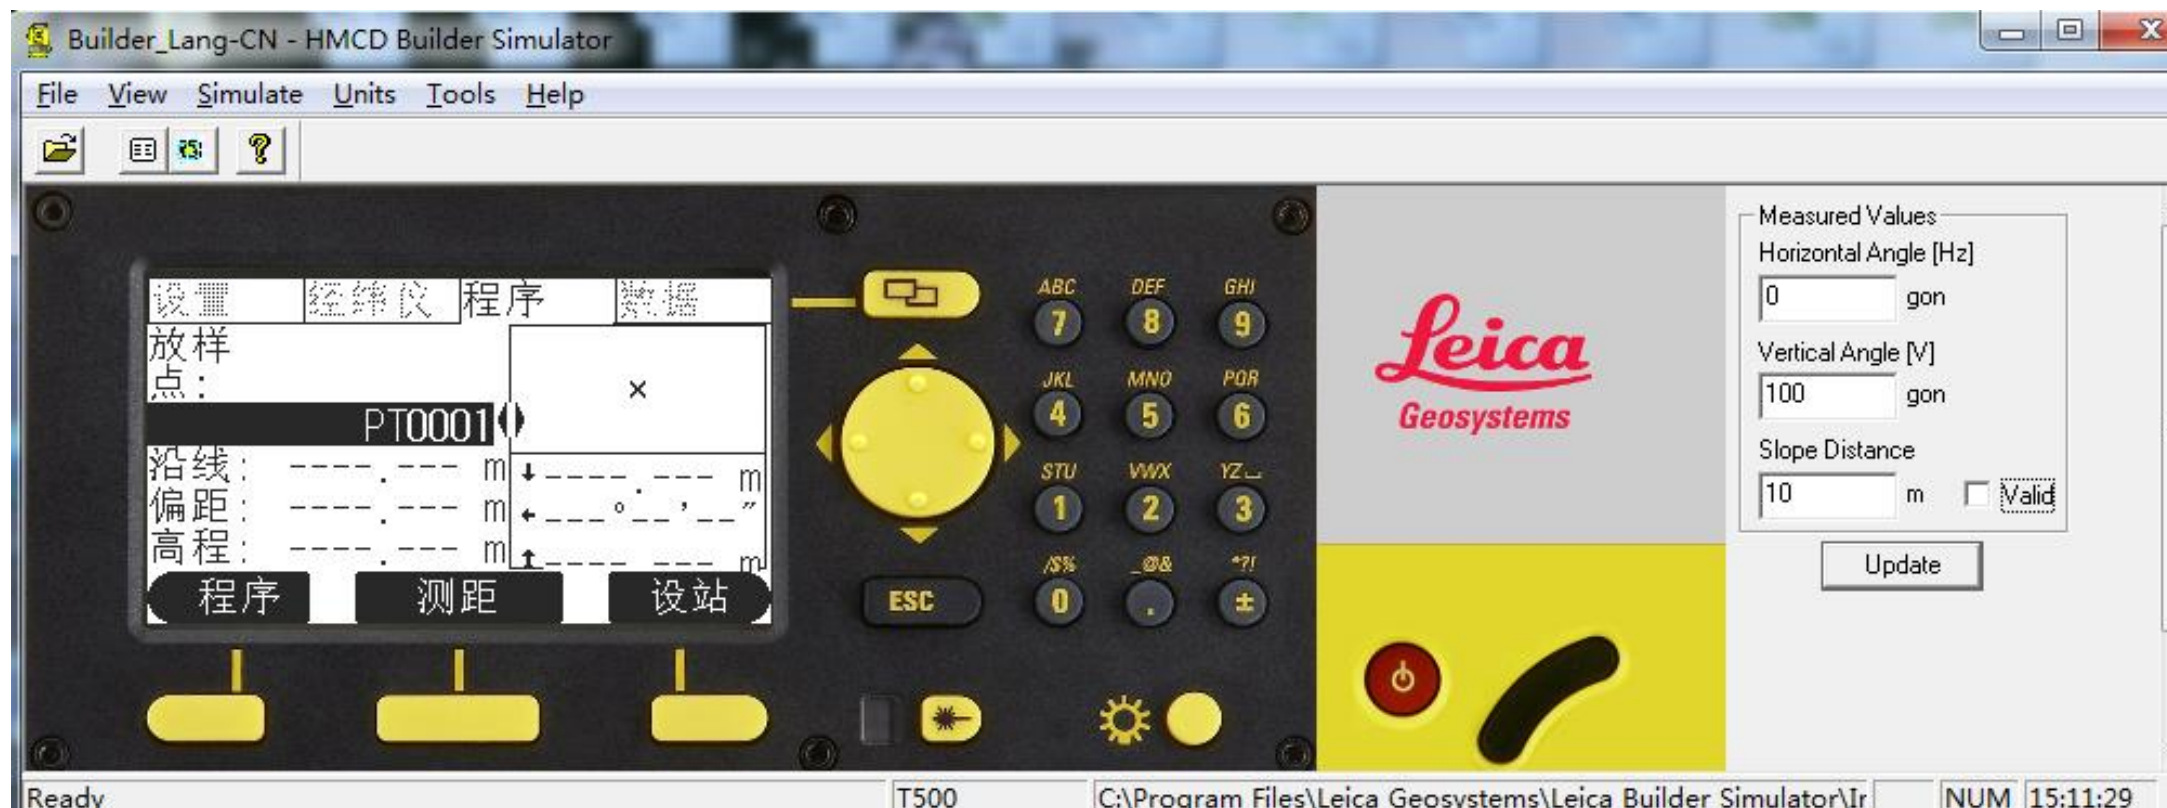 Builder_Lang-CN - HMCD Builder Simulator
File View Simulate Units Tools Help
设置 经纬仪 程序 数据
放样
点:
PT0001
沿线: ----.--- m
偏距: ----.--- m
高程: ----.--- m
----.--- m
---°--'--"
----.--- m
程序 测距 设站
ESC
ABC DEF GHI
7 8 9
JKL MNO PQR
4 5 6
STU VWX YZ
1 2 3
/$% _@& *?!
0 . ±
Leica
Geosystems
Measured Values
Horizontal Angle [Hz]
0 gon
Vertical Angle [V]
100 gon
Slope Distance
10 m Valid
Update
Ready T500 C:\Program Files\Leica Geosystems\Leica Builder Simulator\Ir NUM 15:11:29